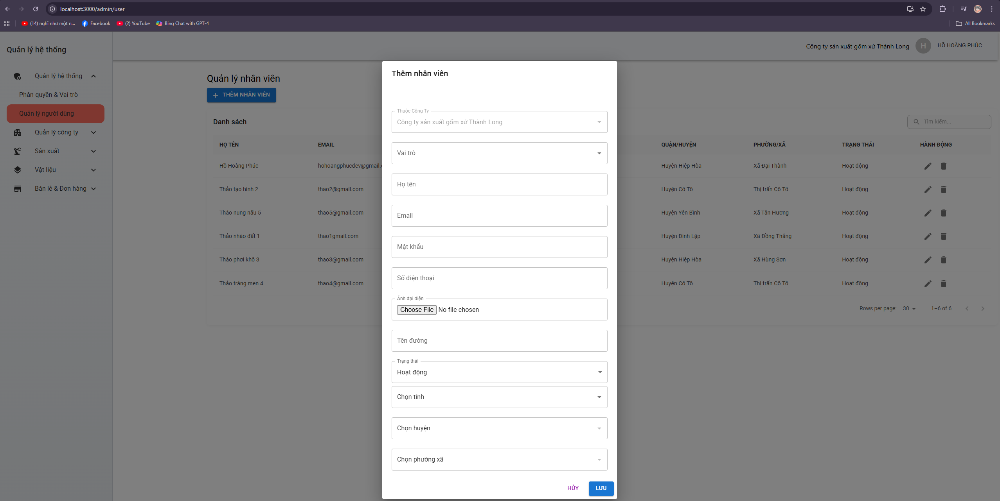 localhost:3000/admin/user
(14) nghĩ như một n...
Facebook
(2) YouTube
Bing Chat with GPT-4
All Bookmarks
Quản lý hệ thống
Công ty sản xuất gốm xứ Thành Long
H
HỒ HOÀNG PHÚC
Quản lý hệ thống
Phân quyền & Vai trò
Quản lý người dùng
Quản lý công ty
Sản xuất
Vật liệu
Bán lẻ & Đơn hàng
Quản lý nhân viên
THÊM NHÂN VIÊN
Danh sách
Tìm kiếm...
HỌ TÊN EMAIL QUẬN/HUYỆN PHƯỜNG/XÃ TRẠNG THÁI HÀNH ĐỘNG
Hồ Hoàng Phúc hohoangphucdev@gmail.c Huyện Hiệp Hòa Xã Đại Thành Hoạt động
Thảo tạo hình 2 thao2@gmail.com Huyện Cô Tô Thị trấn Cô Tô Hoạt động
Thảo nung nấu 5 thao5@gmail.com Huyện Yên Bình Xã Tân Hương Hoạt động
Thảo nhào đất 1 thao1gmail.com Huyện Đình Lập Xã Đồng Thắng Hoạt động
Thảo phơi khô 3 thao3@gmail.com Huyện Hiệp Hòa Xã Hùng Sơn Hoạt động
Thảo tráng men 4 thao4@gmail.com Huyện Cô Tô Thị trấn Cô Tô Hoạt động
Rows per page: 30 1–6 of 6
Thêm nhân viên
Thuộc Công Ty
Công ty sản xuất gốm xứ Thành Long
Vai trò
Họ tên
Email
Mật khẩu
Số điện thoại
Ảnh đại diện
Choose File No file chosen
Tên đường
Trạng thái
Hoạt động
Chọn tỉnh
Chọn huyện
Chọn phường xã
HỦY
LƯU